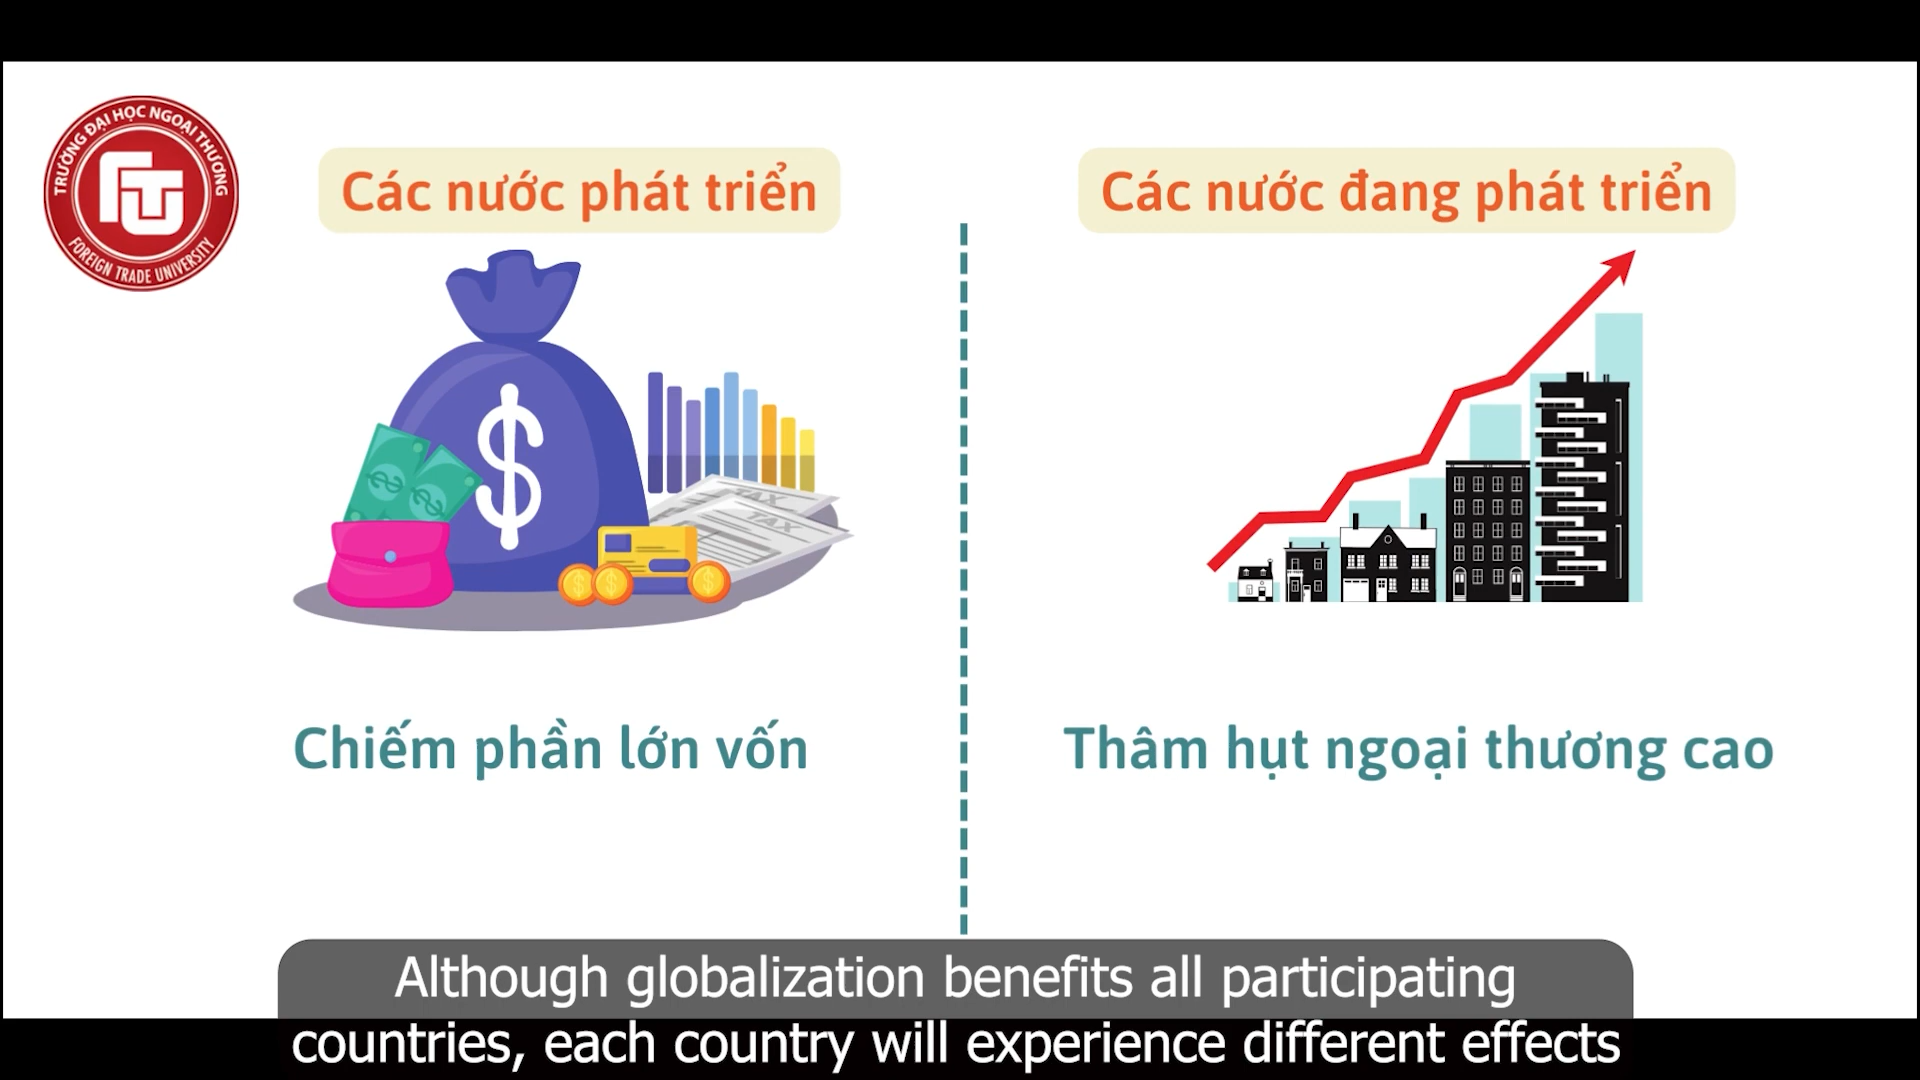 TRƯỜNG ĐẠI HỌC NGOẠI THƯƠNG
FTU
FOREIGN TRADE UNIVERSITY
Các nước phát triển
Các nước đang phát triển
$
TAX
TAX
Chiếm phần lớn vốn
Thâm hụt ngoại thương cao
Although globalization benefits all participating
countries, each country will experience different effects